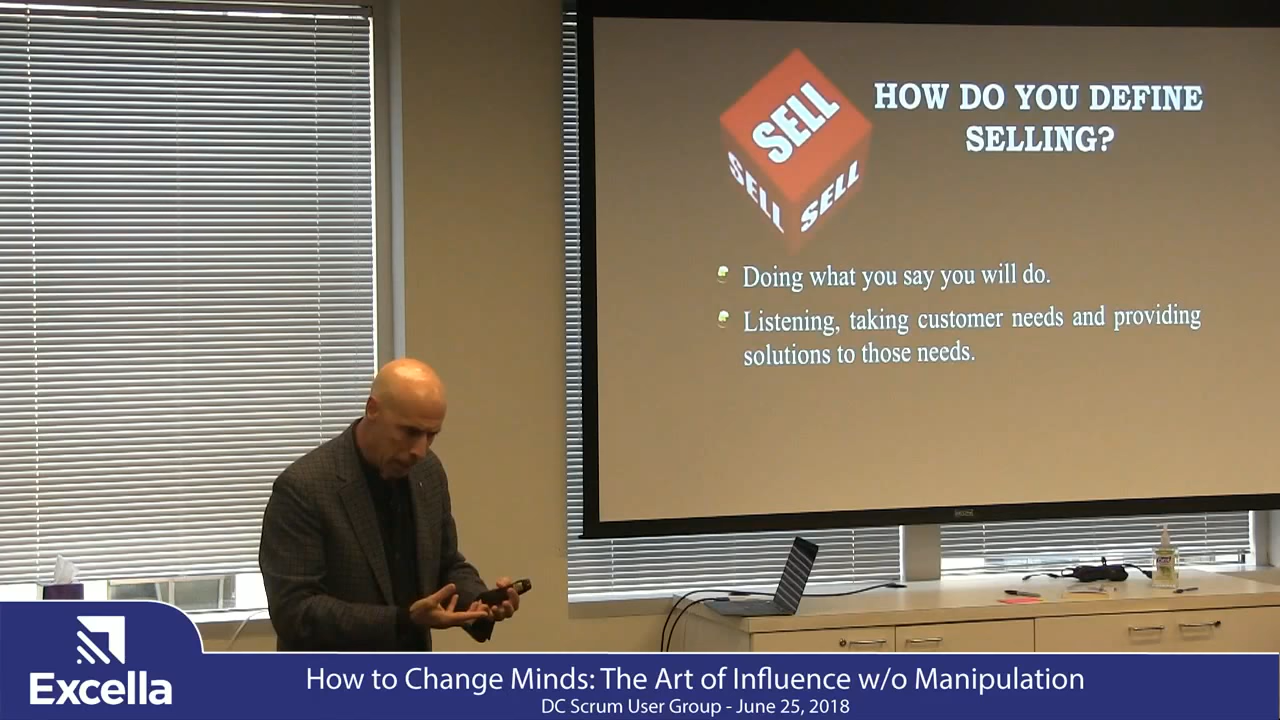 SELL
SELL
SELL
HOW DO YOU DEFINE
SELLING?
Doing what you say you will do.
Listening, taking customer needs and providing
solutions to those needs.
Excella
How to Change Minds: The Art of Influence w/o Manipulation
DC Scrum User Group - June 25, 2018